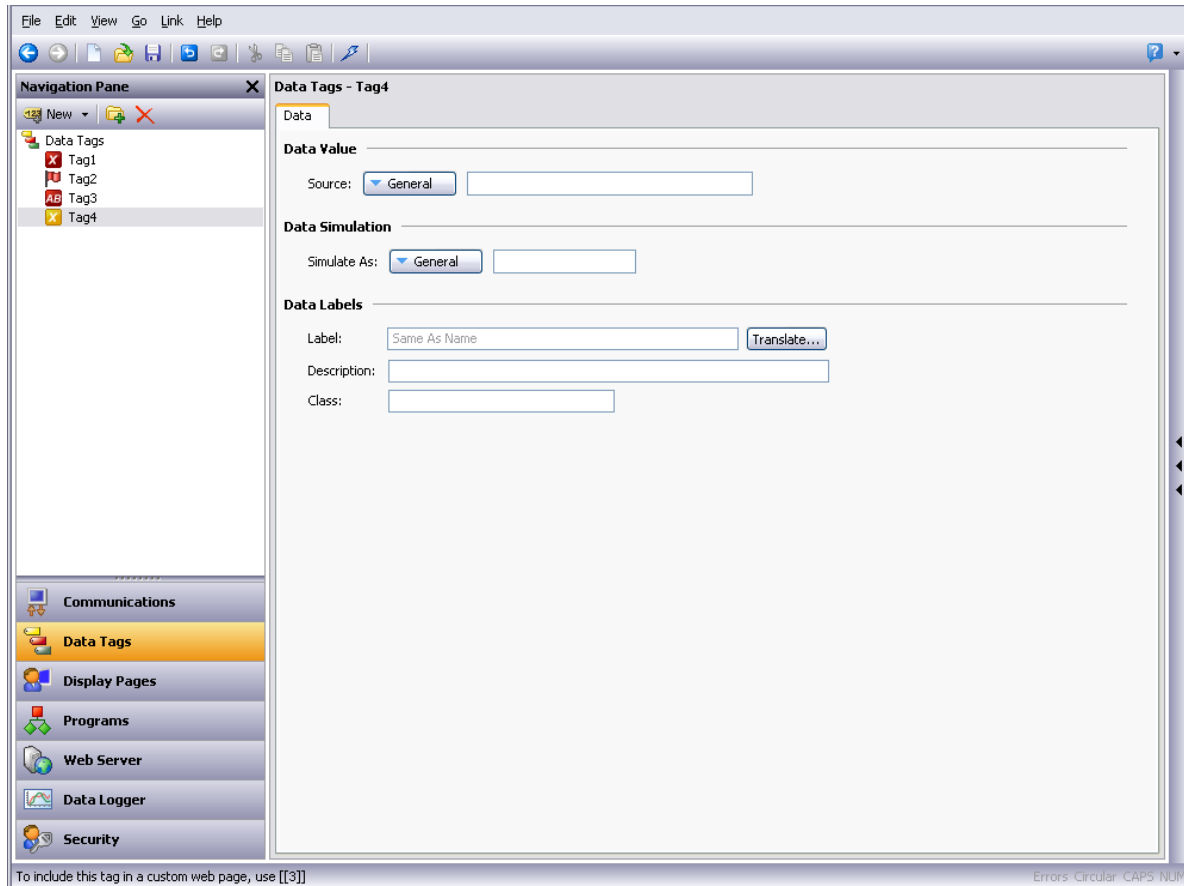 File Edit View Go Link Help
Navigation Pane
New
Data Tags
X Tag1
Tag2
AB Tag3
X Tag4
Communications
Data Tags
Display Pages
Programs
Web Server
Data Logger
Security
Data Tags - Tag4
Data
Data Value
Source: General
Data Simulation
Simulate As: General
Data Labels
Label: Same As Name Translate...
Description:
Class:
To include this tag in a custom web page, use [[3]]
Errors Circular CAPS NUM